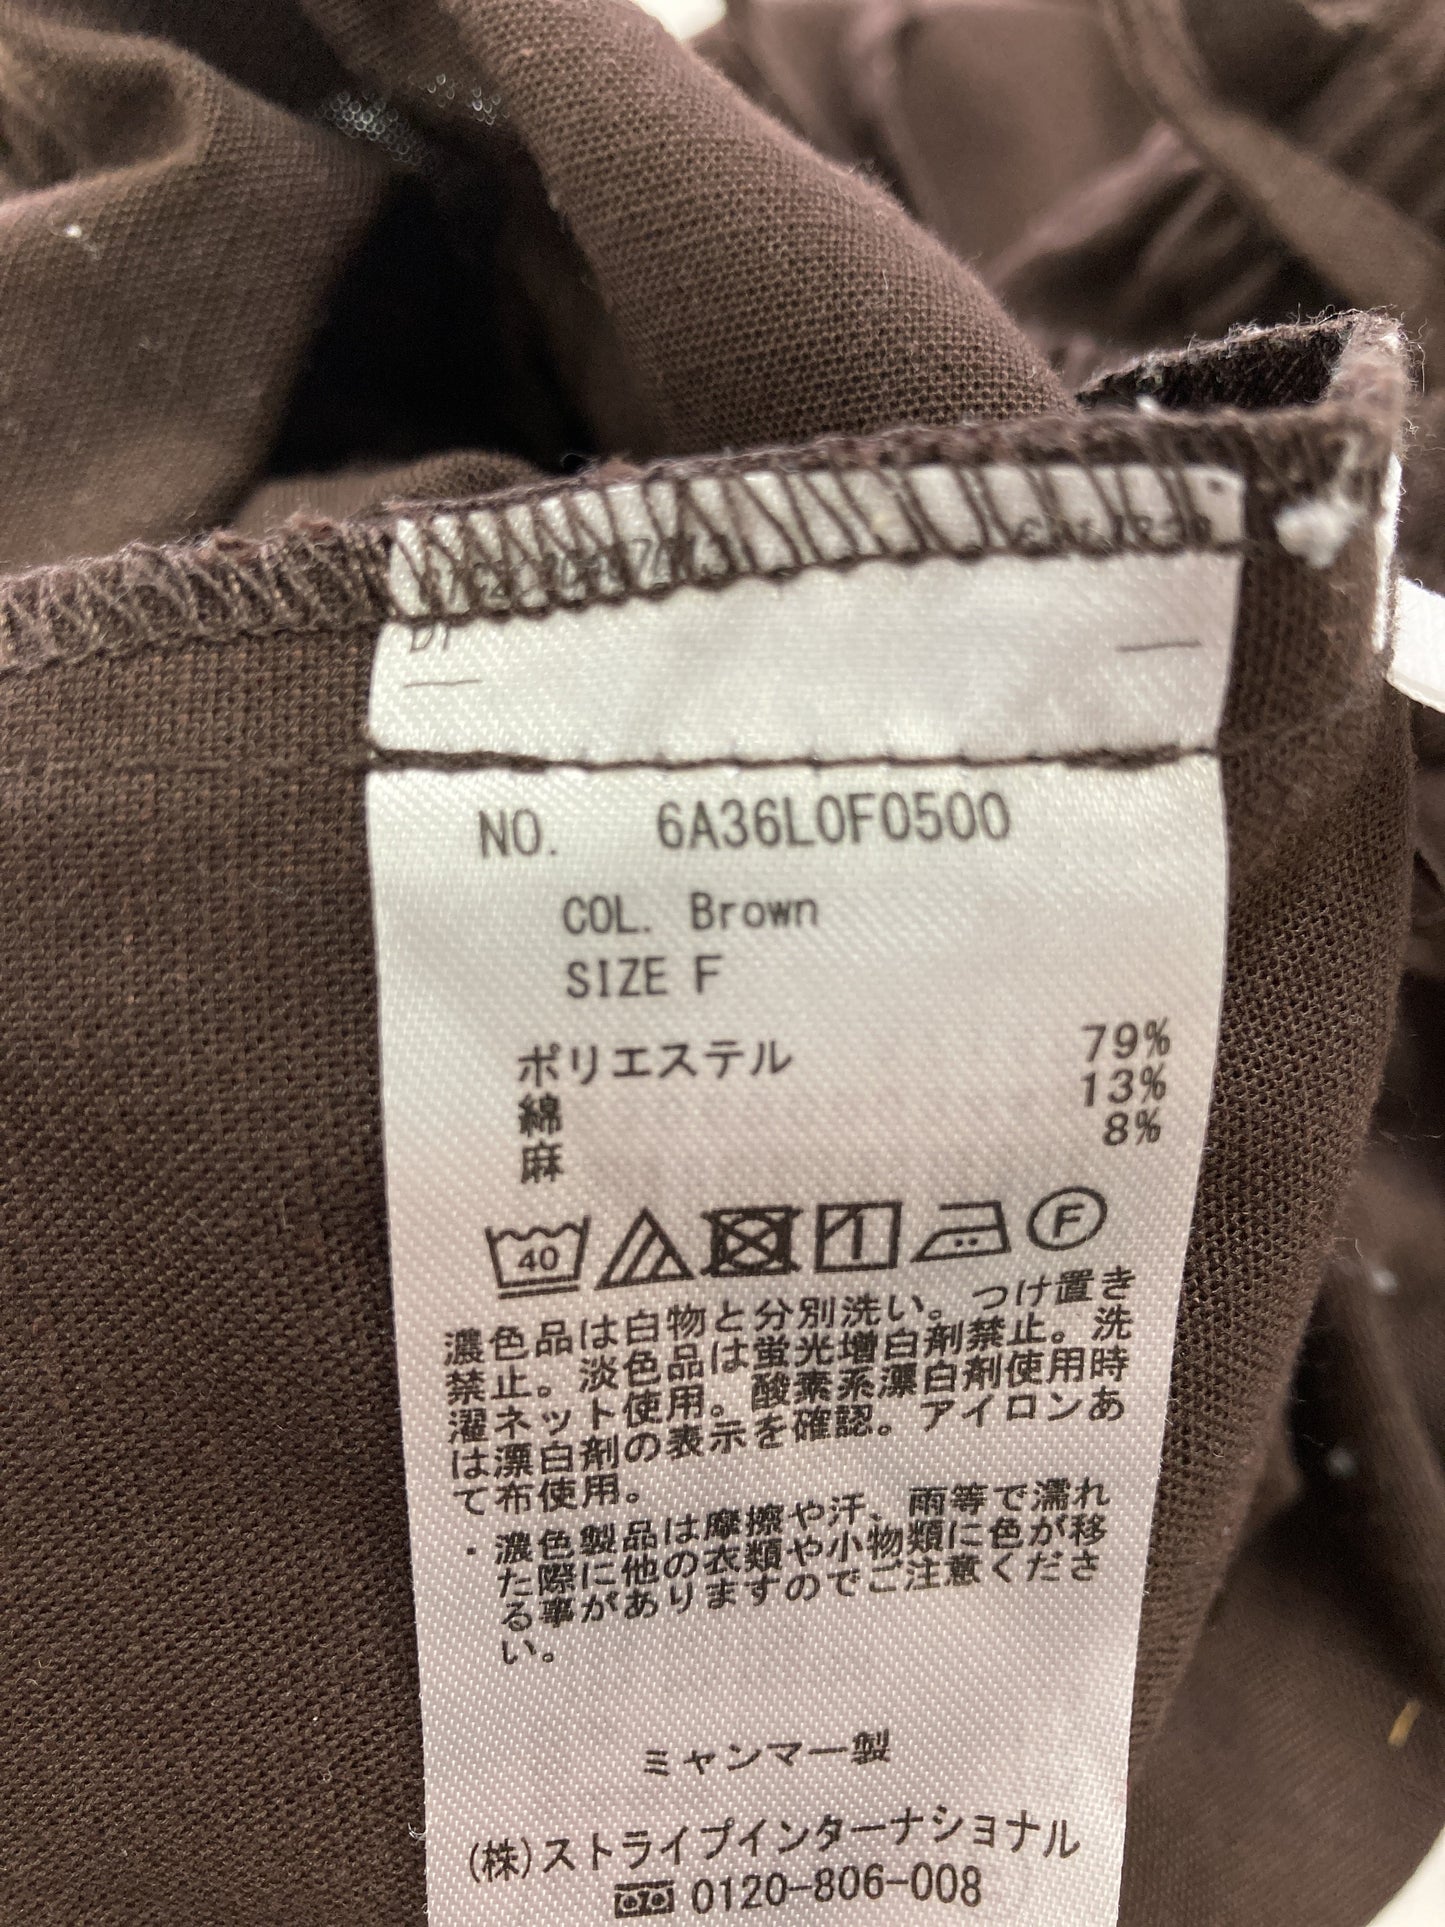 NO. 6A36L0F0500
COL. Brown
SIZE F
ポリエステル 79%
綿 13%
麻 8%
40
F
濃色品は白物と分別洗い。つけ置き
禁止。淡色品は蛍光増白剤禁止。洗
濯ネット使用。酸素系漂白剤使用時
は漂白剤の表示を確認。アイロンあ
て布使用。
・濃色製品は摩擦や汗、雨等で濡れ
た際に他の衣類や小物類に色が移
る事がありますのでご注意くださ
い。
ミャンマー製
(株)ストライプインターナショナル
0120-806-008